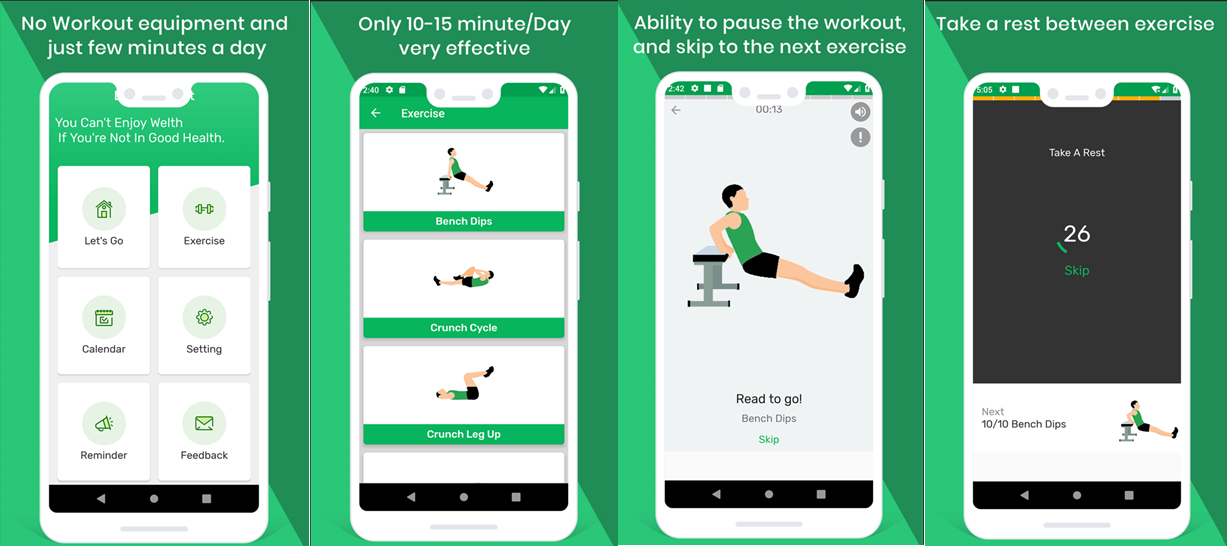 No Workout equipment and
just few minutes a day
You Can't Enjoy Welth
If You're Not In Good Health.
Let's Go
Exercise
Calendar
Setting
Reminder
Feedback
Only 10-15 minute/Day
very effective
2:40
Exercise
Bench Dips
Crunch Cycle
Crunch Leg Up
Ability to pause the workout,
and skip to the next exercise
2:42
00:13
Read to go!
Bench Dips
Skip
Take a rest between exercise
5:05
Take A Rest
26
Skip
Next
10/10 Bench Dips